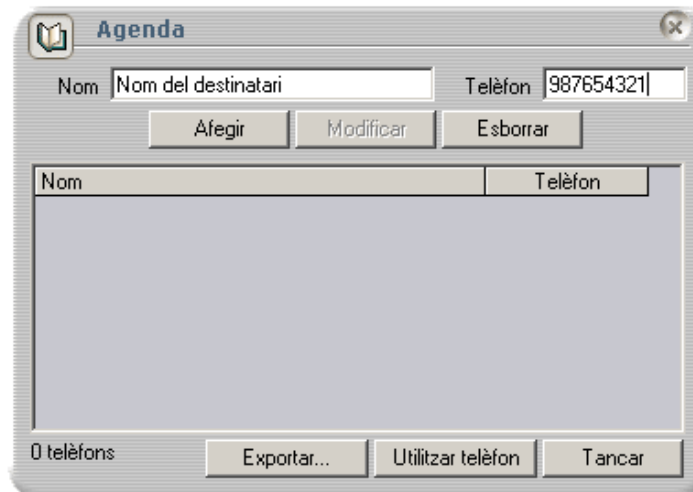 Agenda
Nom Nom del destinatari Telèfon 987654321
Afegir Modificar Esborrar
Nom Telèfon
0 telèfons Exportar... Utilitzar telèfon Tancar